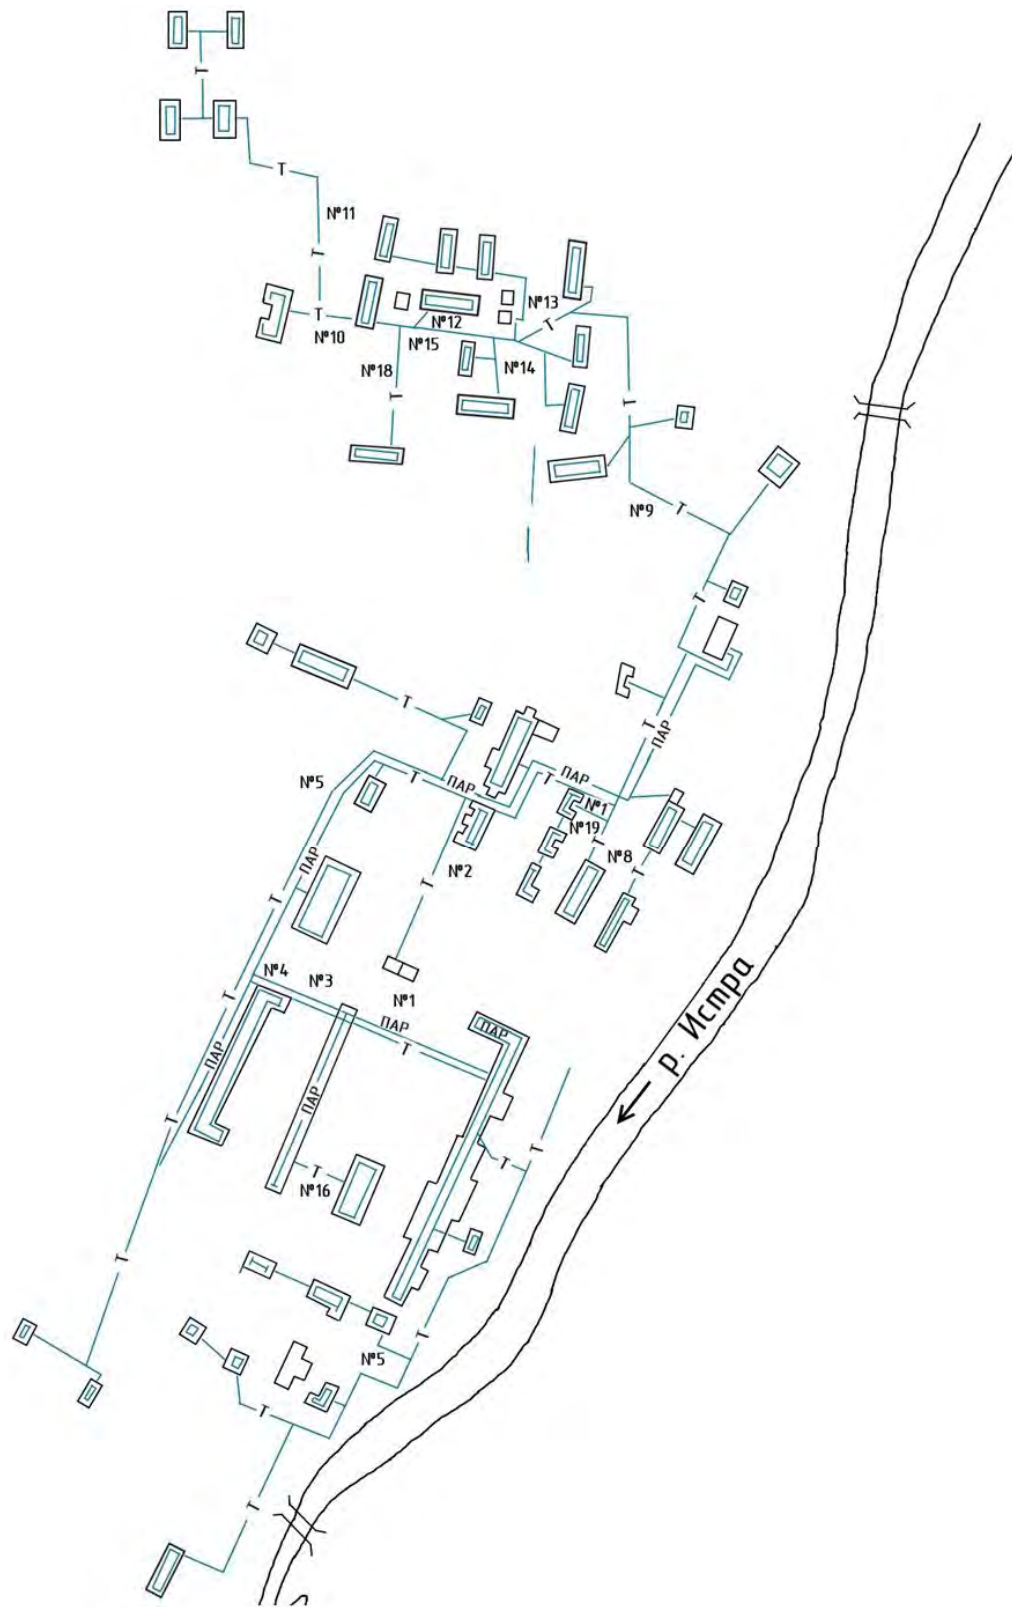 Т
Т
№11
Т
№13
Т
№12
Т
№10
№15
№14
№18
Т
Т
№9
Т
Т
Т
Т
ПАР
ПАР
Т
ПАР
Т
№5
№1
№19
Т
№8
№2
ПАР
Т
Т
Т
р. Истра
№4
№3
№1
Т
ПАР
ПАР
Т
ПАР
ПАР
Т
Т
Т
Т
№16
Т
Т
№5
Т
Т